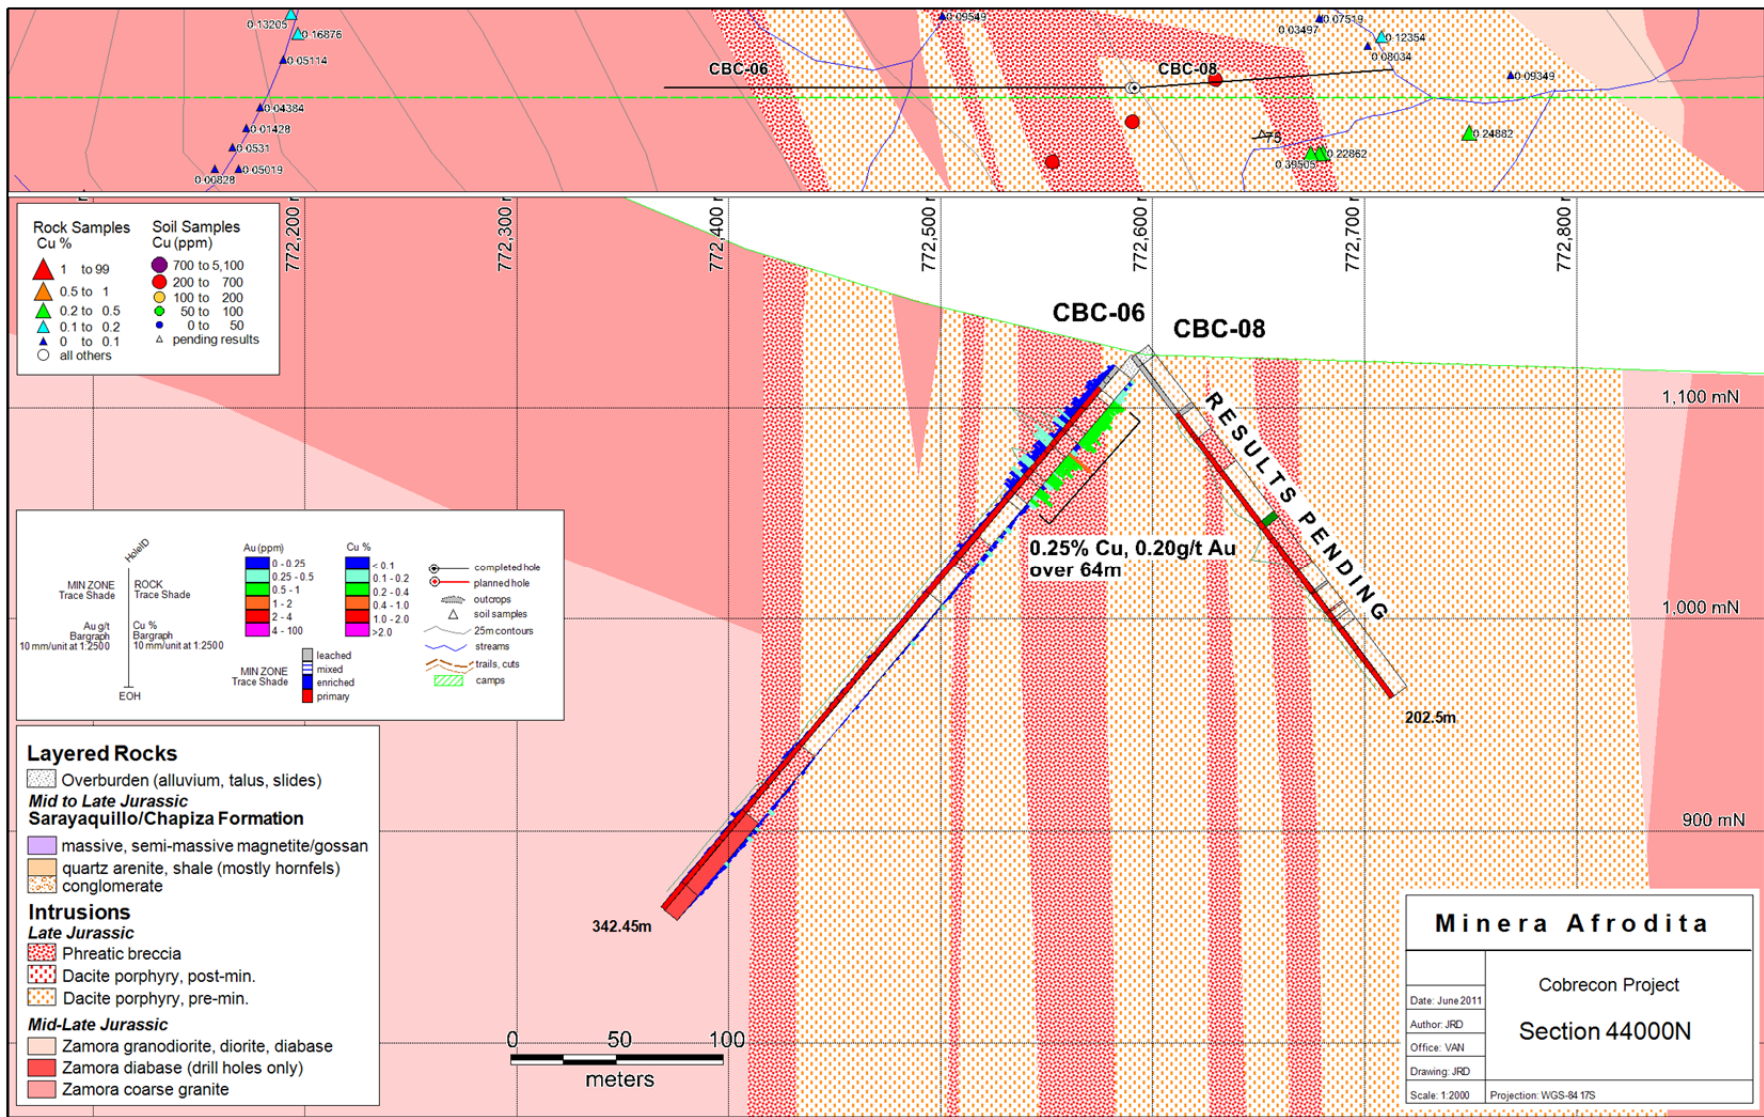 0.13205
0.16876
0.05114
0.04384
0.01428
0.0531
0.05019
0.00828
CBC-06
0.09549
CBC-08
0.07519
0.03497
0.12354
0.08034
0.09349
0.24882
75
0.39505
0.22862
772,200
772,300
772,400
772,500
772,600
772,700
772,800
Rock Samples
Cu %
1 to 99
0.5 to 1
0.2 to 0.5
0.1 to 0.2
0 to 0.1
all others
Soil Samples
Cu (ppm)
700 to 5,100
200 to 700
100 to 200
50 to 100
0 to 50
pending results
CBC-06
CBC-08
RESULTS PENDING
1,100 mN
1,000 mN
900 mN
0.25% Cu, 0.20g/t Au
over 64m
202.5m
342.45m
HoleID
MIN ZONE
Trace Shade
ROCK
Trace Shade
Au g/t
Bargraph
10 mm/unit at 1:2500
Cu %
Bargraph
10 mm/unit at 1:2500
EOH
Au (ppm)
0 - 0.25
0.25 - 0.5
0.5 - 1
1 - 2
2 - 4
4 - 100
Cu %
< 0.1
0.1 - 0.2
0.2 - 0.4
0.4 - 1.0
1.0 - 2.0
>2.0
MIN ZONE
Trace Shade
leached
mixed
enriched
primary
completed hole
planned hole
outcrops
soil samples
25m contours
streams
trails, cuts
camps
Layered Rocks
Overburden (alluvium, talus, slides)
Mid to Late Jurassic
Sarayaquillo/Chapiza Formation
massive, semi-massive magnetite/gossan
quartz arenite, shale (mostly hornfels)
conglomerate
Intrusions
Late Jurassic
Phreatic breccia
Dacite porphyry, post-min.
Dacite porphyry, pre-min.
Mid-Late Jurassic
Zamora granodiorite, diorite, diabase
Zamora diabase (drill holes only)
Zamora coarse granite
0 50 100
meters
Minera Afrodita
Cobrecon Project
Section 44000N
Date: June 2011
Author: JRD
Office: VAN
Drawing: JRD
Scale: 1:2000
Projection: WGS-84 17S